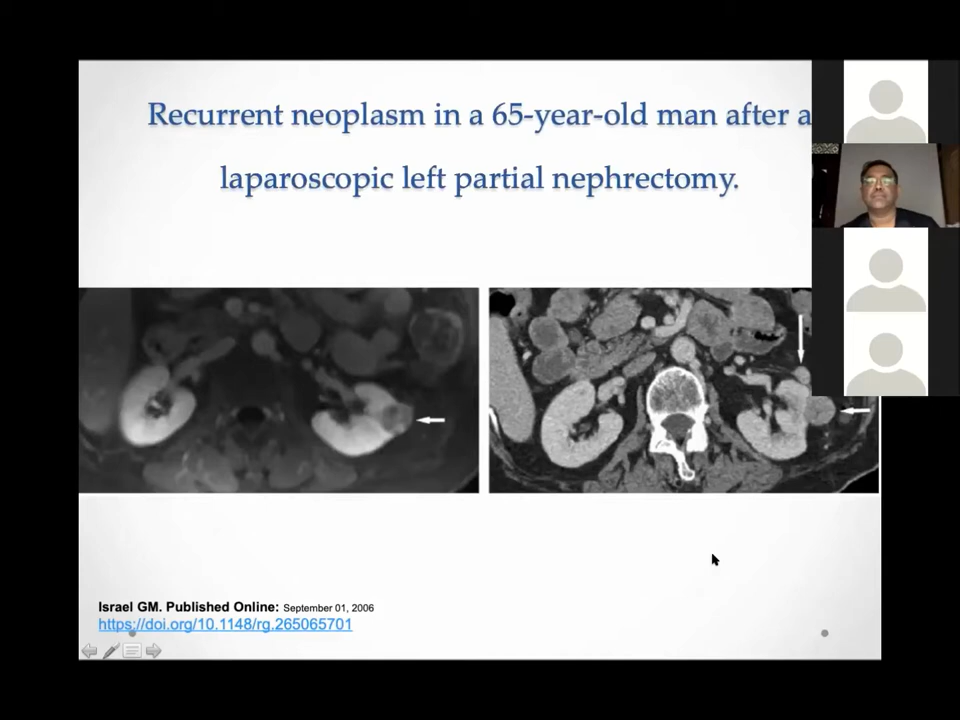 Recurrent neoplasm in a 65-year-old man after a
laparoscopic left partial nephrectomy.
Israel GM. Published Online: September 01, 2006
https://doi.org/10.1148/rg.265065701